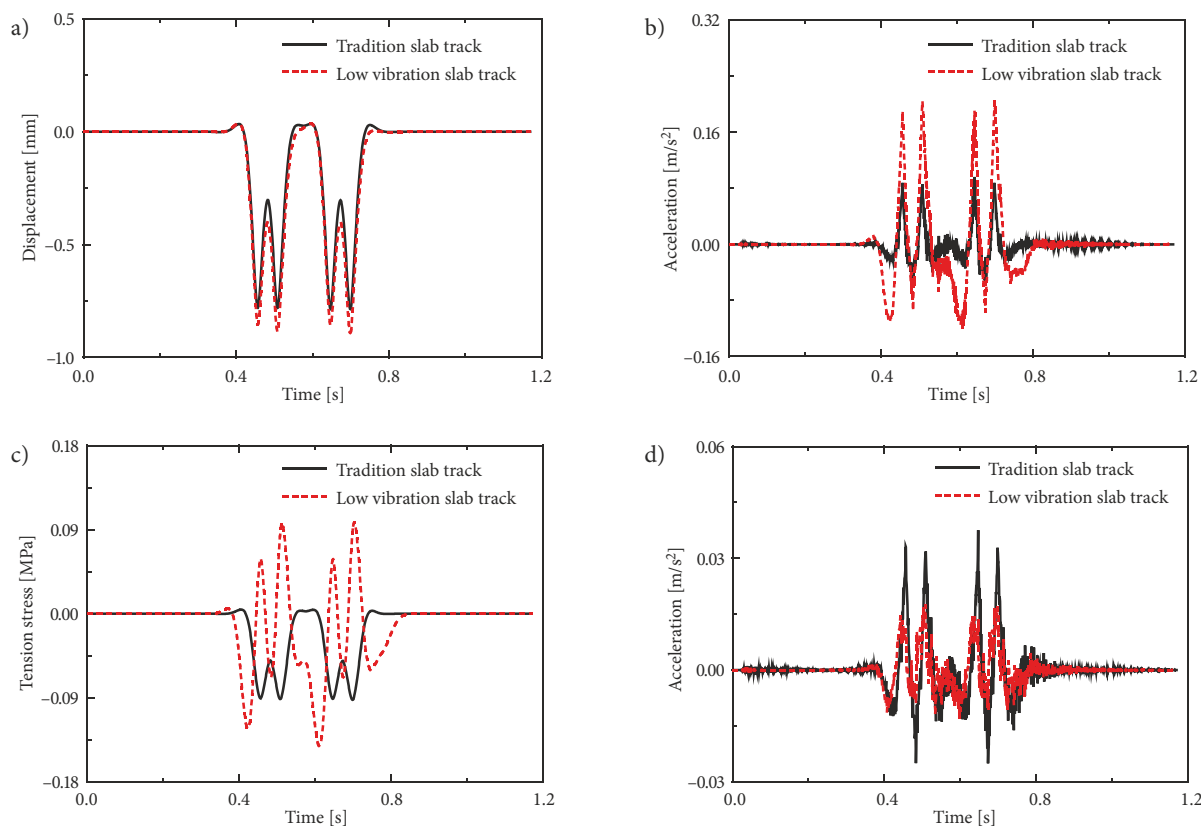 a)
0.5
0.0
–0.5
–1.0
Displacement [mm]
Tradition slab track
Low vibration slab track
0.0
0.4
0.8
1.2
Time [s]
b)
0.32
0.16
0.00
–0.16
Acceleration [m/s²]
Tradition slab track
Low vibration slab track
0.0
0.4
0.8
1.2
Time [s]
c)
0.18
0.09
0.00
–0.09
–0.18
Tension stress [MPa]
Tradition slab track
Low vibration slab track
0.0
0.4
0.8
1.2
Time [s]
d)
0.06
0.03
0.00
–0.03
Acceleration [m/s²]
Tradition slab track
Low vibration slab track
0.0
0.4
0.8
1.2
Time [s]